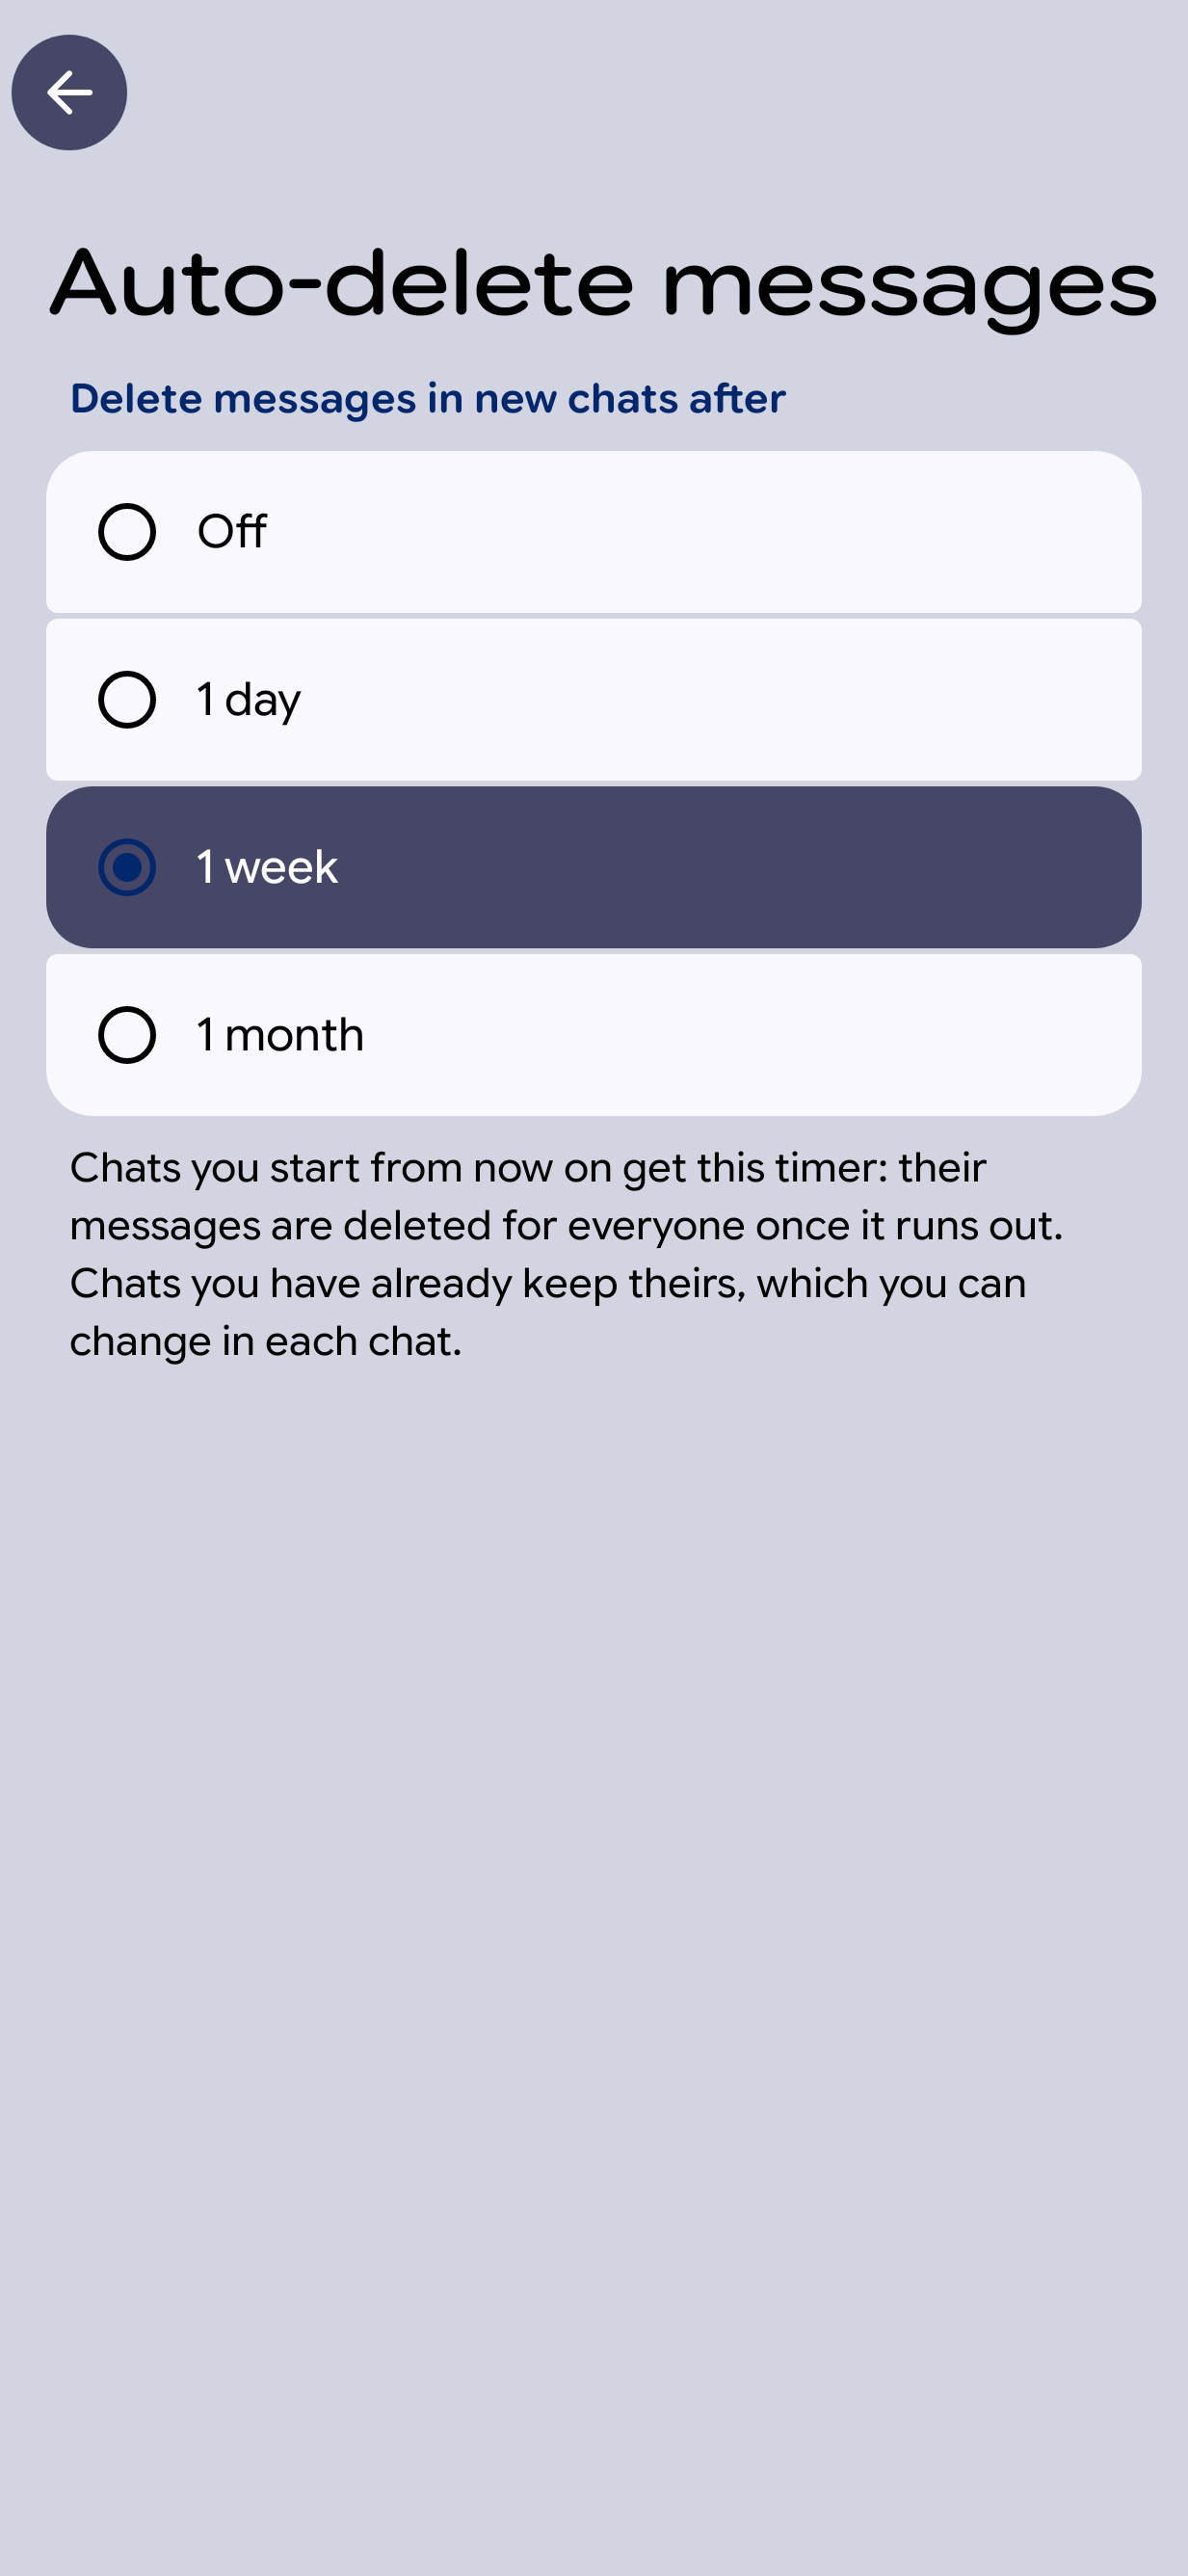 Auto-delete messages
Delete messages in new chats after
Off
1 day
1 week
1 month
Chats you start from now on get this timer: their
messages are deleted for everyone once it runs out.
Chats you have already keep theirs, which you can
change in each chat.